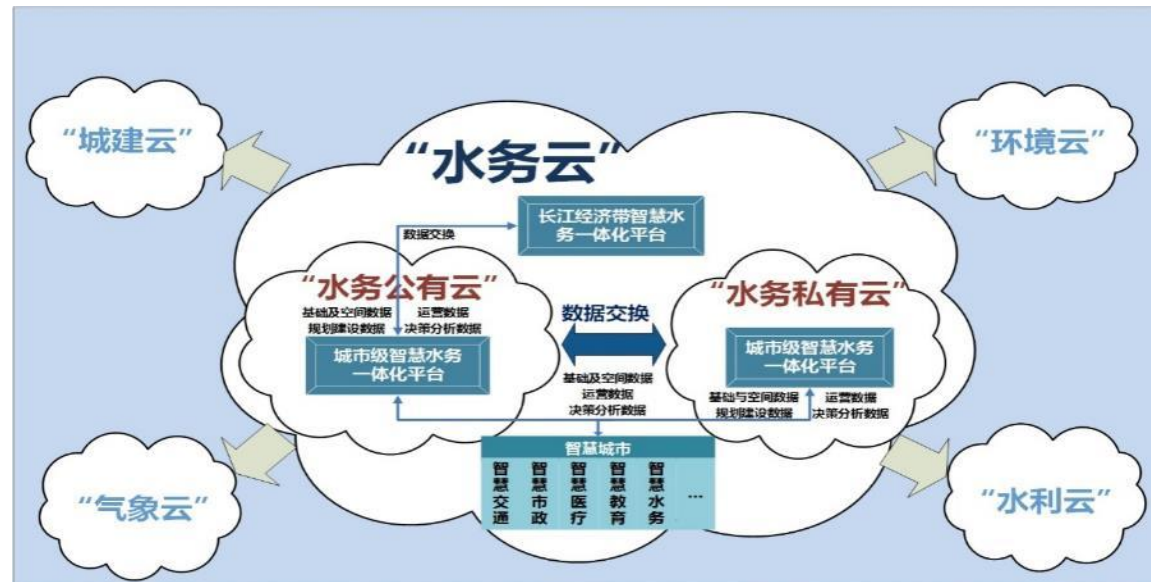 “城建云”
“环境云”
“水务云”
长江经济带智慧水
务一体化平台
数据交换
“水务公有云”
基础及空间数据 运营数据
规划建设数据 决策分析数据
城市级智慧水务
一体化平台
数据交换
基础及空间数据
运营数据
决策分析数据
“水务私有云”
城市级智慧水务
一体化平台
基础与空间数据 运营数据
规划建设数据 决策分析数据
智慧城市
智慧交通
智慧市政
智慧医疗
智慧教育
智慧水务
...
“气象云”
“水利云”